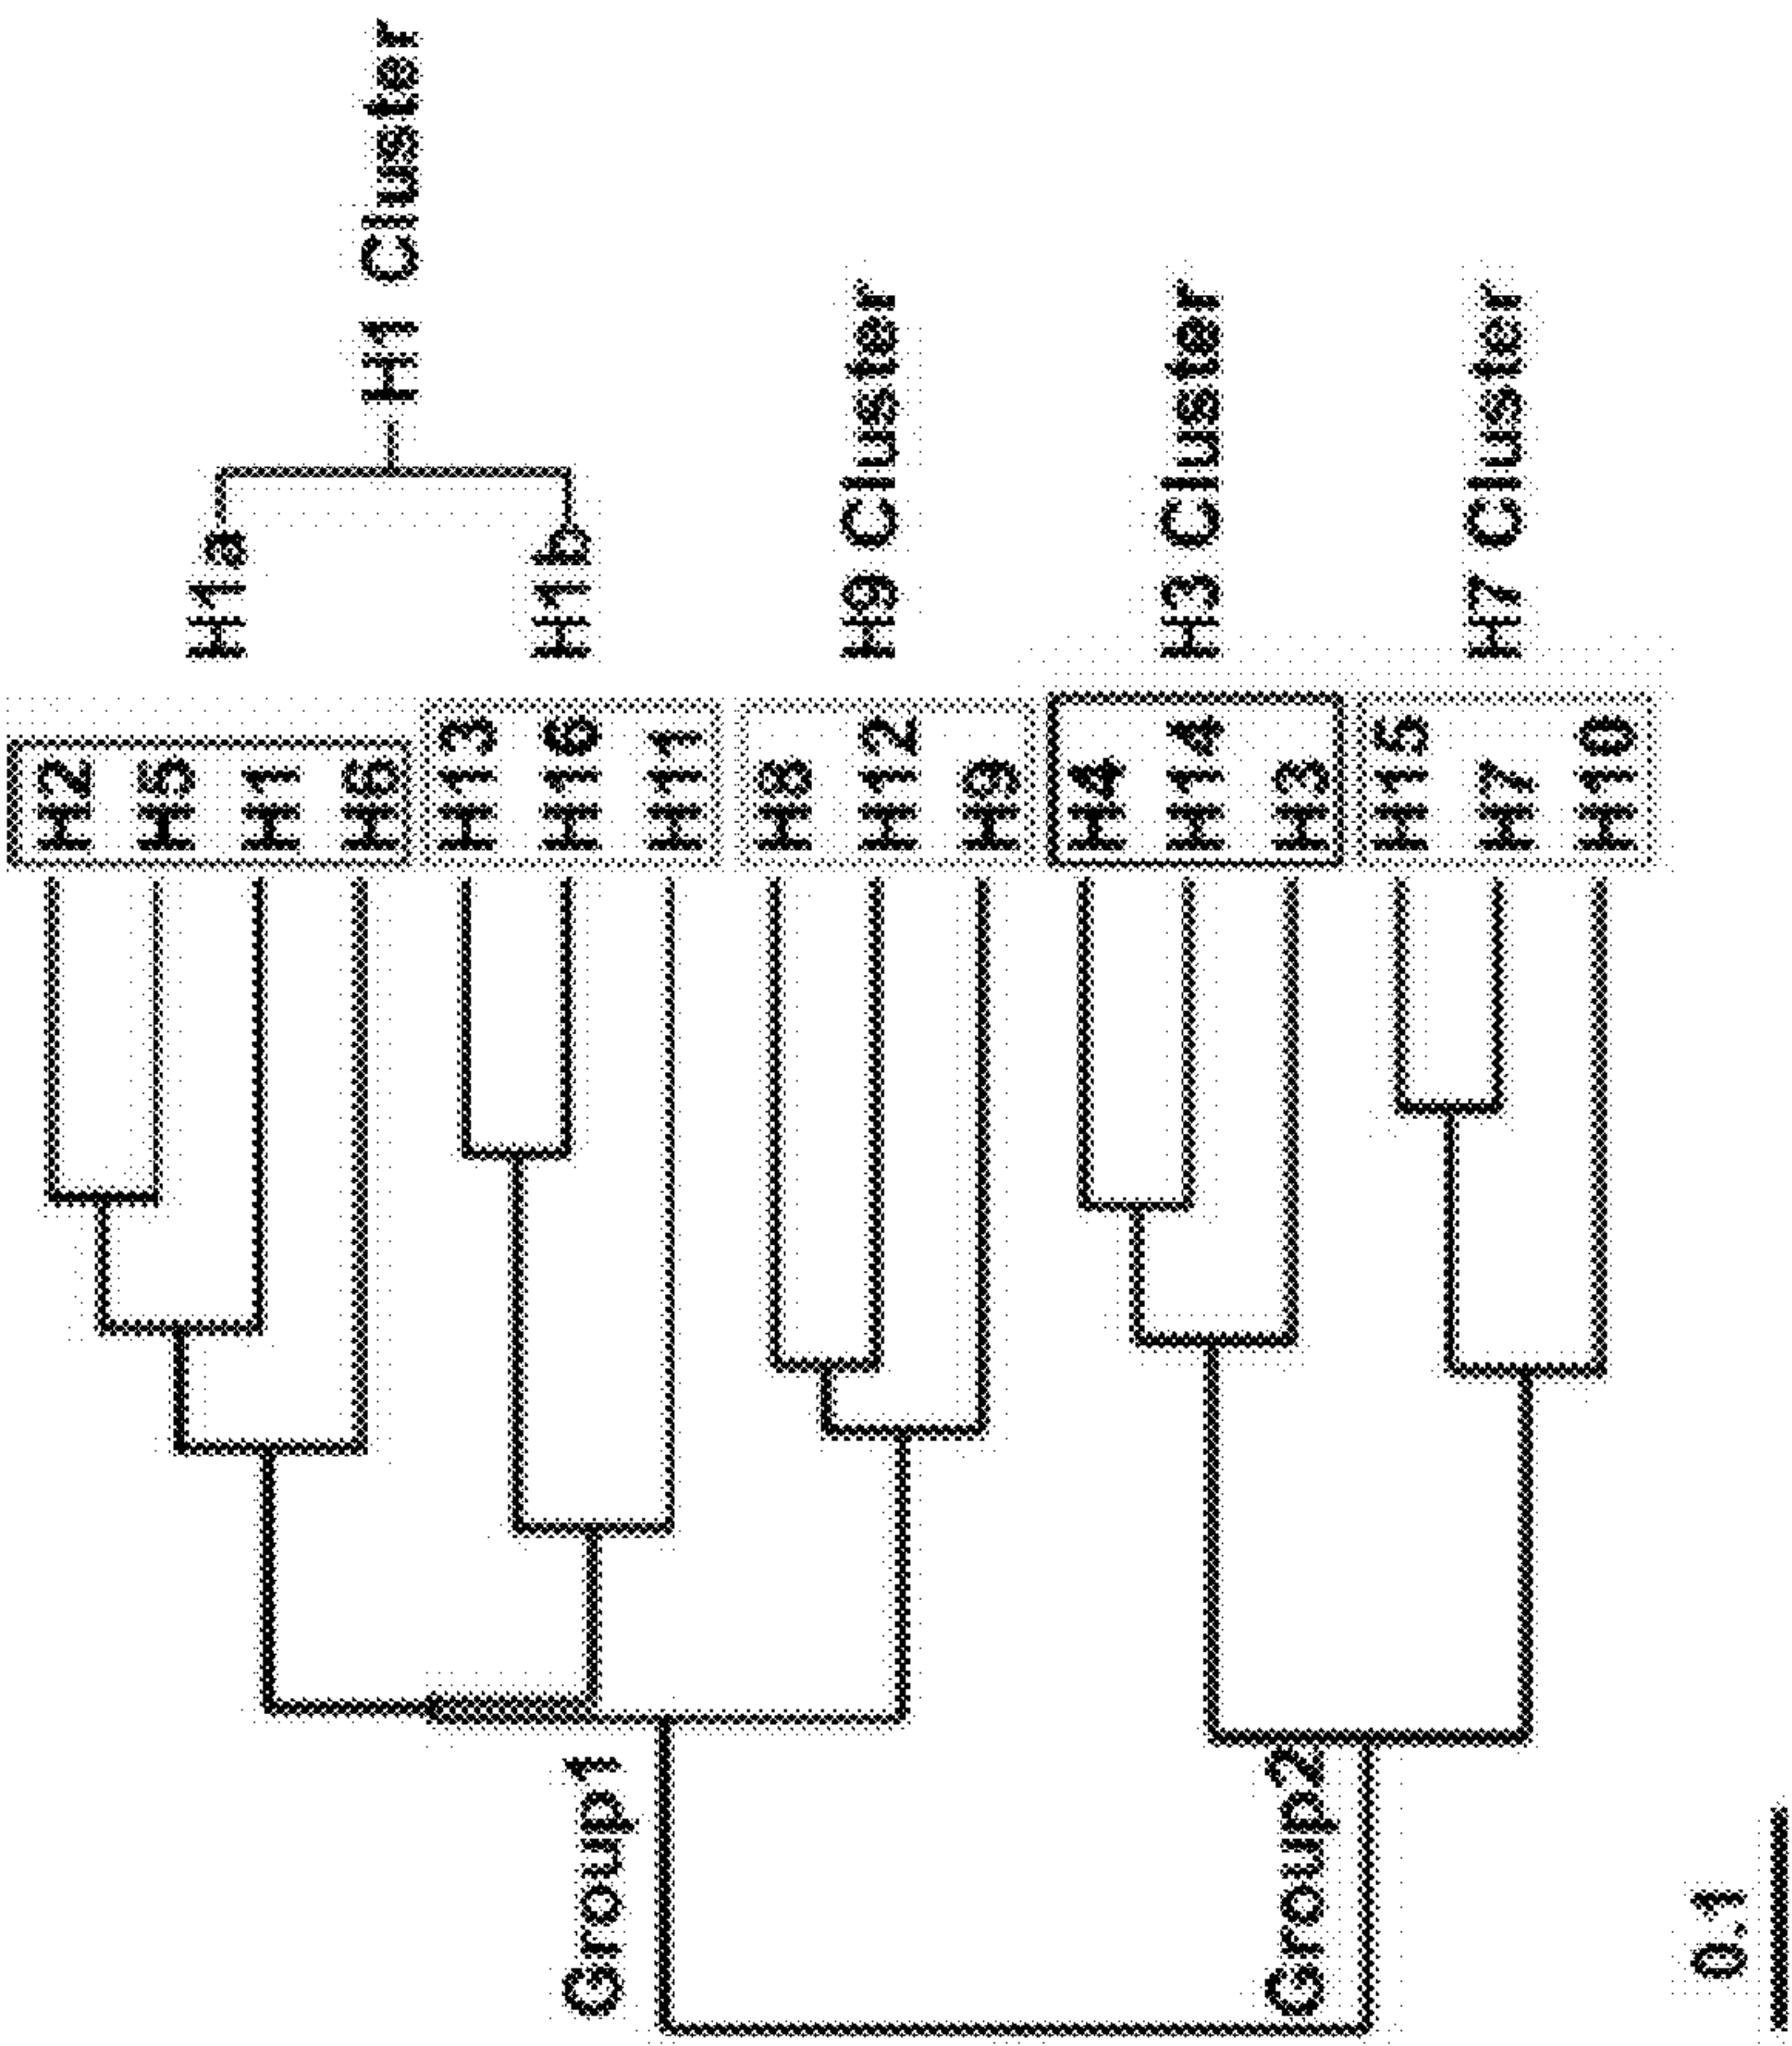 H2
H5
H1
H6
H1a
H13
H16
H11
H1b
H1 Cluster
H8
H12
H9
H9 Cluster
H4
H14
H3
H3 Cluster
H15
H7
H10
H7 Cluster
Group1
Group2
0.1